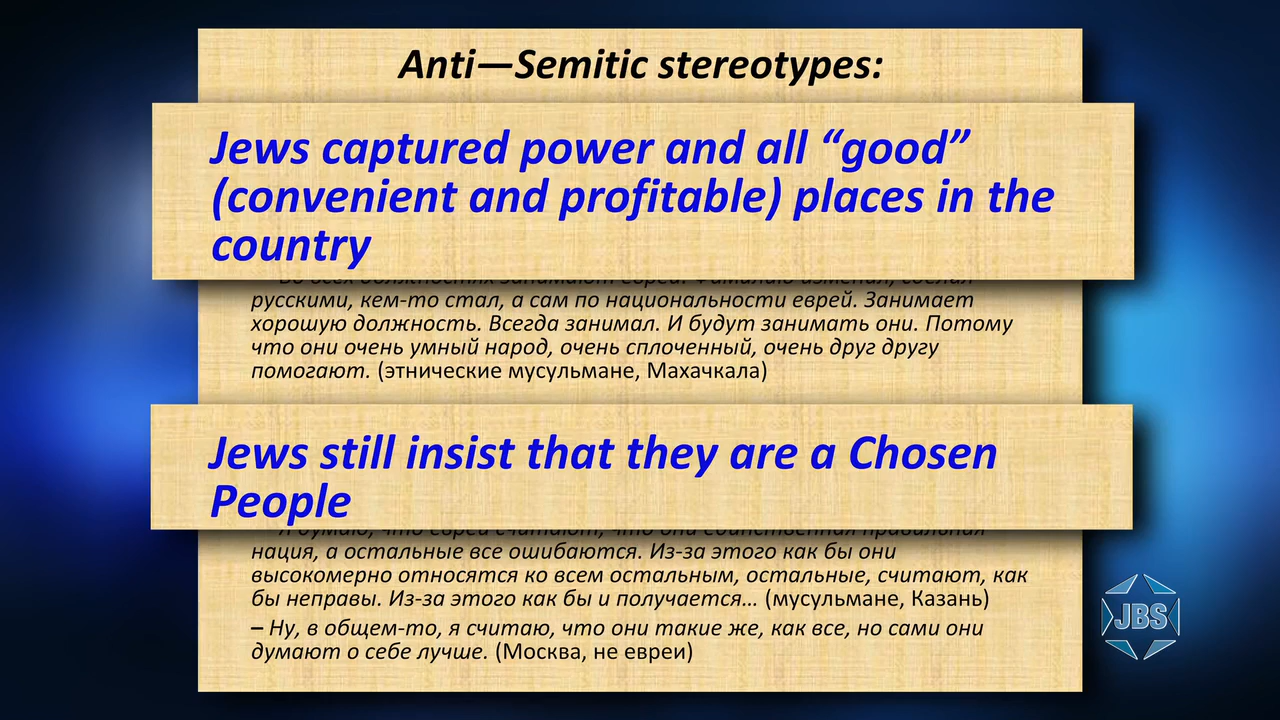 Anti—Semitic stereotypes:
Jews captured power and all “good”
(convenient and profitable) places in the
country
русскими, кем-то стал, а сам по национальности еврей. Занимает
хорошую должность. Всегда занимал. И будут занимать они. Потому
что они очень умный народ, очень сплоченный, очень друг другу
помогают. (этнические мусульмане, Махачкала)
Jews still insist that they are a Chosen
People
нация, а остальные все ошибаются. Из-за этого как бы они
высокомерно относятся ко всем остальным, остальные, считают, как
бы неправы. Из-за этого как бы и получается… (мусульмане, Казань)
– Ну, в общем-то, я считаю, что они такие же, как все, но сами они
думают о себе лучше. (Москва, не евреи)
JBS